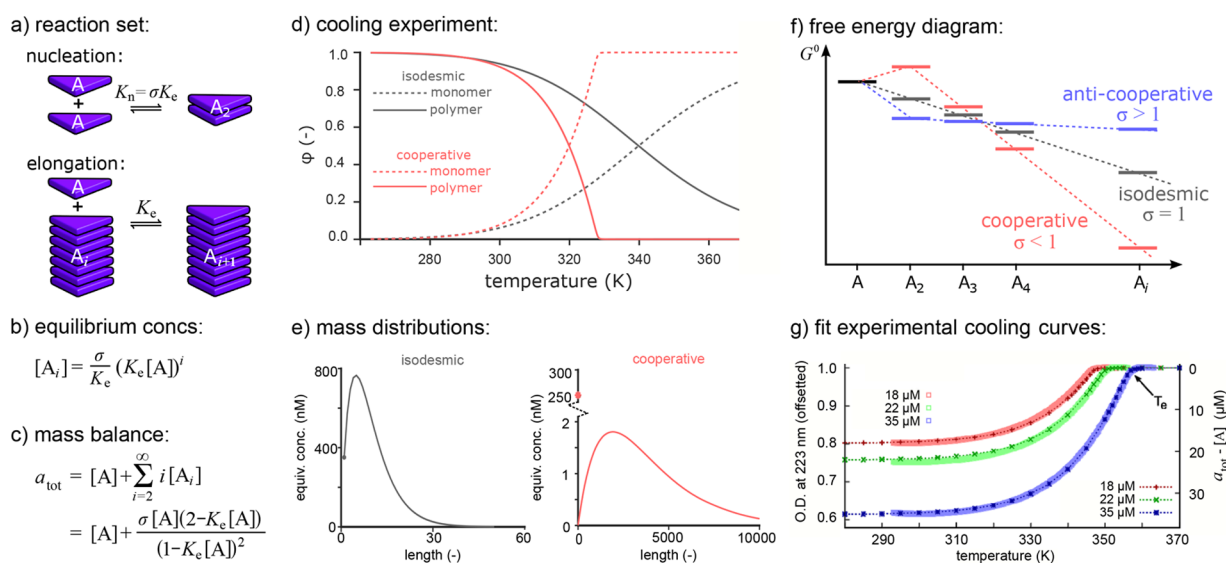 a) reaction set:
nucleation:
A
+
A
Kn = σKe
A2
elongation:
A
+
Ai
Ke
Ai+1
b) equilibrium concs:
[Ai] = σ/Ke (Ke[A])^i
c) mass balance:
atot = [A] + ∑_{i=2}^{∞} i[Ai]
= [A] + σ[A](2−Ke[A]) / (1−Ke[A])²
d) cooling experiment:
φ (-)
1.0
0.8
0.6
0.4
0.2
0.0
isodesmic
monomer
polymer
cooperative
monomer
polymer
280 300 320 340 360
temperature (K)
e) mass distributions:
isodesmic
equiv. conc. (nM)
800
400
0
0 30 60
length (-)
cooperative
equiv. conc. (nM)
300
250
2
1
0
0 5000 10000
length (-)
f) free energy diagram:
G⁰
anti-cooperative
σ > 1
isodesmic
σ = 1
cooperative
σ < 1
A A2 A3 A4 Ai
g) fit experimental cooling curves:
O.D. at 223 nm (offsetted)
1.0
0.9
0.8
0.7
0.6
18 μM
22 μM
35 μM
Te
18 μM
22 μM
35 μM
0
10
20
30
atot - [A] (μM)
280 290 310 330 350 370
temperature (K)